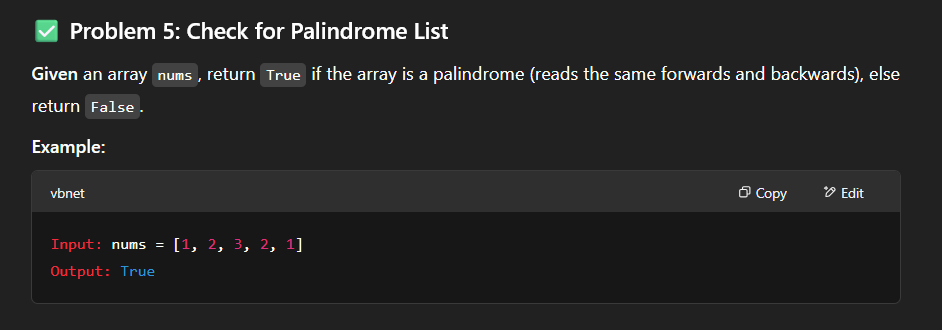 ✅ Problem 5: Check for Palindrome List
Given an array nums, return True if the array is a palindrome (reads the same forwards and backwards), else
return False.
Example:
vbnet Copy Edit
Input: nums = [1, 2, 3, 2, 1]
Output: True